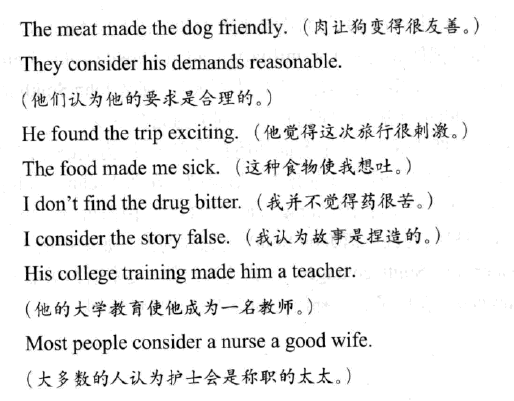 The meat made the dog friendly.（肉让狗变得很友善。）
They consider his demands reasonable.
（他们认为他的要求是合理的。）
He found the trip exciting.（他觉得这次旅行很刺激。）
The food made me sick.（这种食物使我想吐。）
I don't find the drug bitter.（我并不觉得药很苦。）
I consider the story false.（我认为故事是捏造的。）
His college training made him a teacher.
（他的大学教育使他成为一名教师。）
Most people consider a nurse a good wife.
（大多数的人认为护士会是称职的太太。）